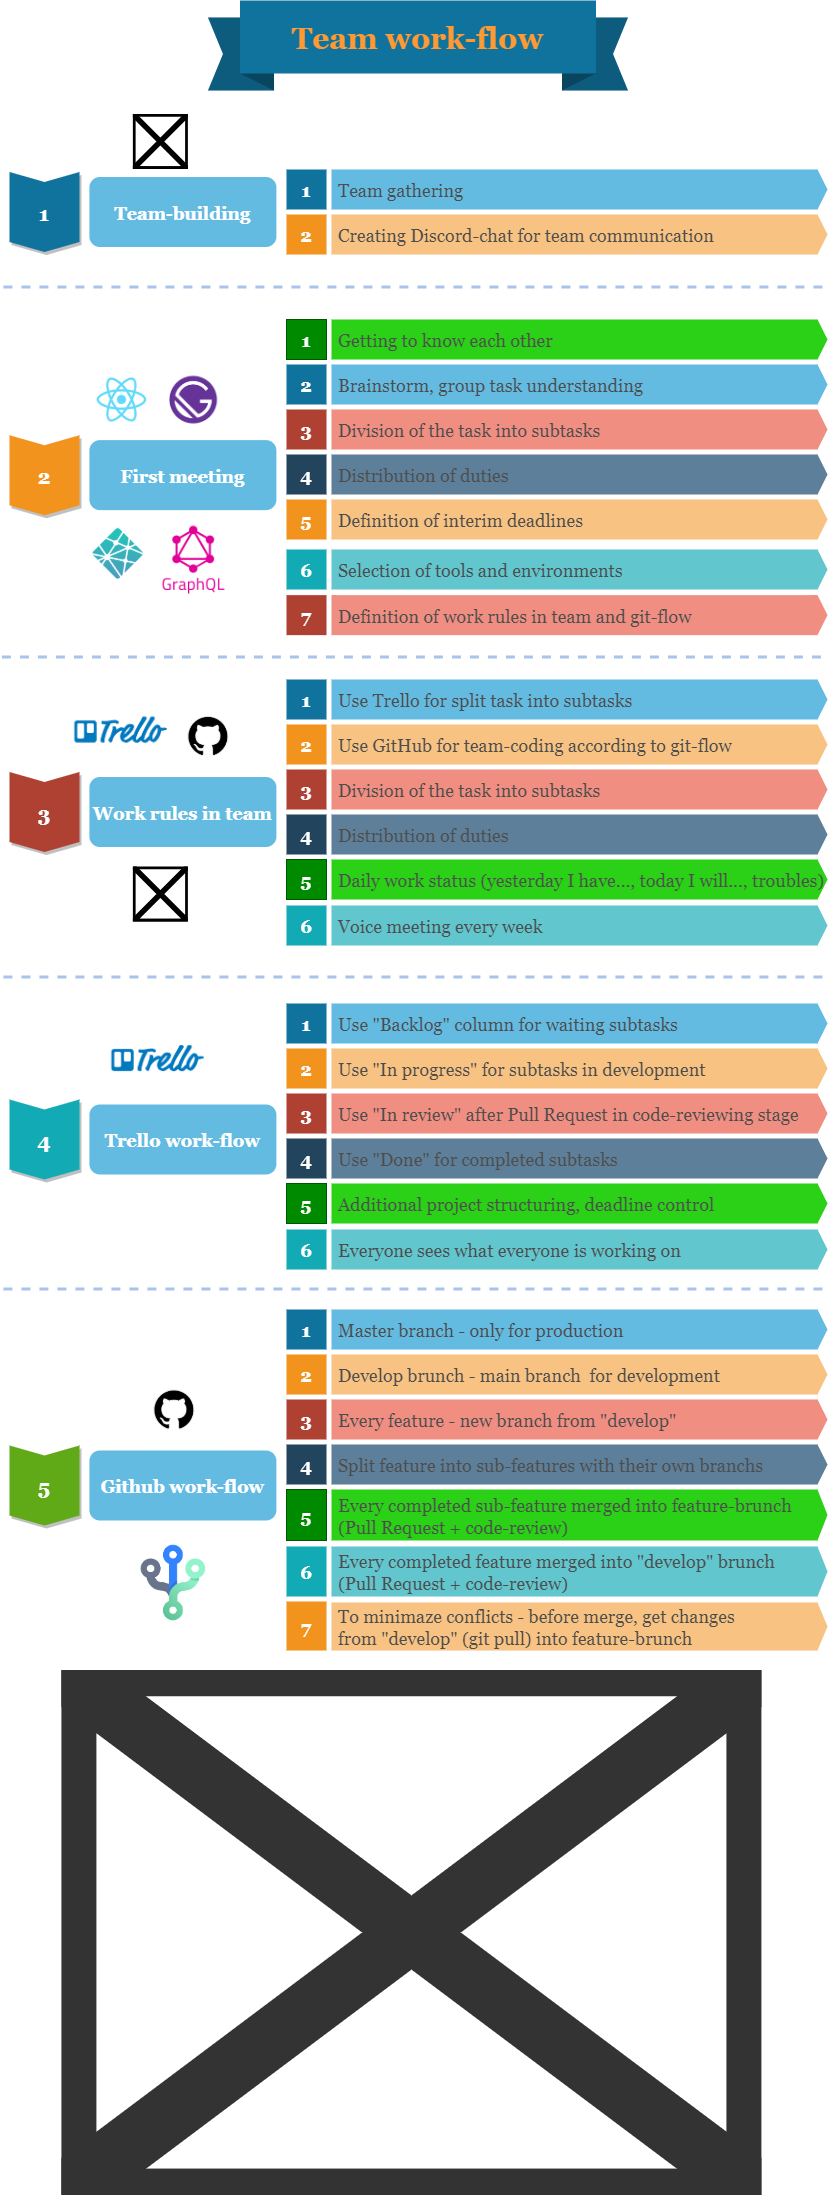 Team work-flow
1
Team-building
1
Team gathering
2
Creating Discord-chat for team communication
2
First meeting
GraphQL
1
Getting to know each other
2
Brainstorm, group task understanding
3
Division of the task into subtasks
4
Distribution of duties
5
Definition of interim deadlines
6
Selection of tools and environments
7
Definition of work rules in team and git-flow
Trello
3
Work rules in team
1
Use Trello for split task into subtasks
2
Use GitHub for team-coding according to git-flow
3
Division of the task into subtasks
4
Distribution of duties
5
Daily work status (yesterday I have..., today I will..., troubles)
6
Voice meeting every week
Trello
4
Trello work-flow
1
Use "Backlog" column for waiting subtasks
2
Use "In progress" for subtasks in development
3
Use "In review" after Pull Request in code-reviewing stage
4
Use "Done" for completed subtasks
5
Additional project structuring, deadline control
6
Everyone sees what everyone is working on
5
Github work-flow
1
Master branch - only for production
2
Develop brunch - main branch  for development
3
Every feature - new branch from "develop"
4
Split feature into sub-features with their own branchs
5
Every completed sub-feature merged into feature-brunch
(Pull Request + code-review)
6
Every completed feature merged into "develop" brunch
(Pull Request + code-review)
7
To minimaze conflicts - before merge, get changes
from "develop" (git pull) into feature-brunch